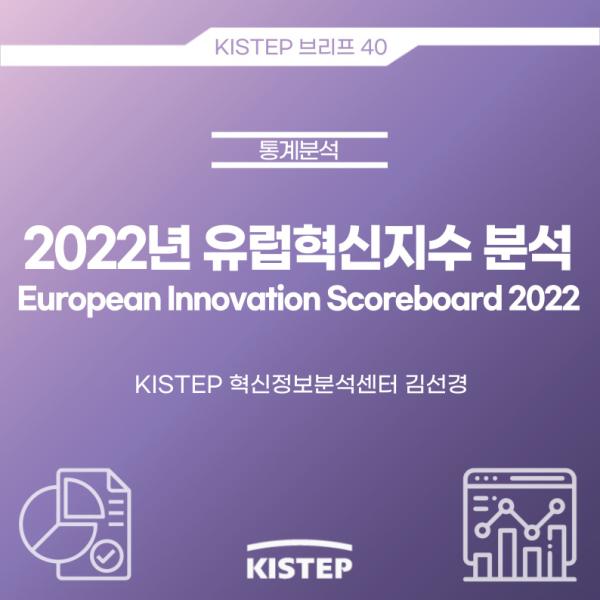 KISTEP 브리프 40
통계분석
2022년 유럽혁신지수 분석
European Innovation Scoreboard 2022
KISTEP 혁신정보분석센터 김선경
KISTEP